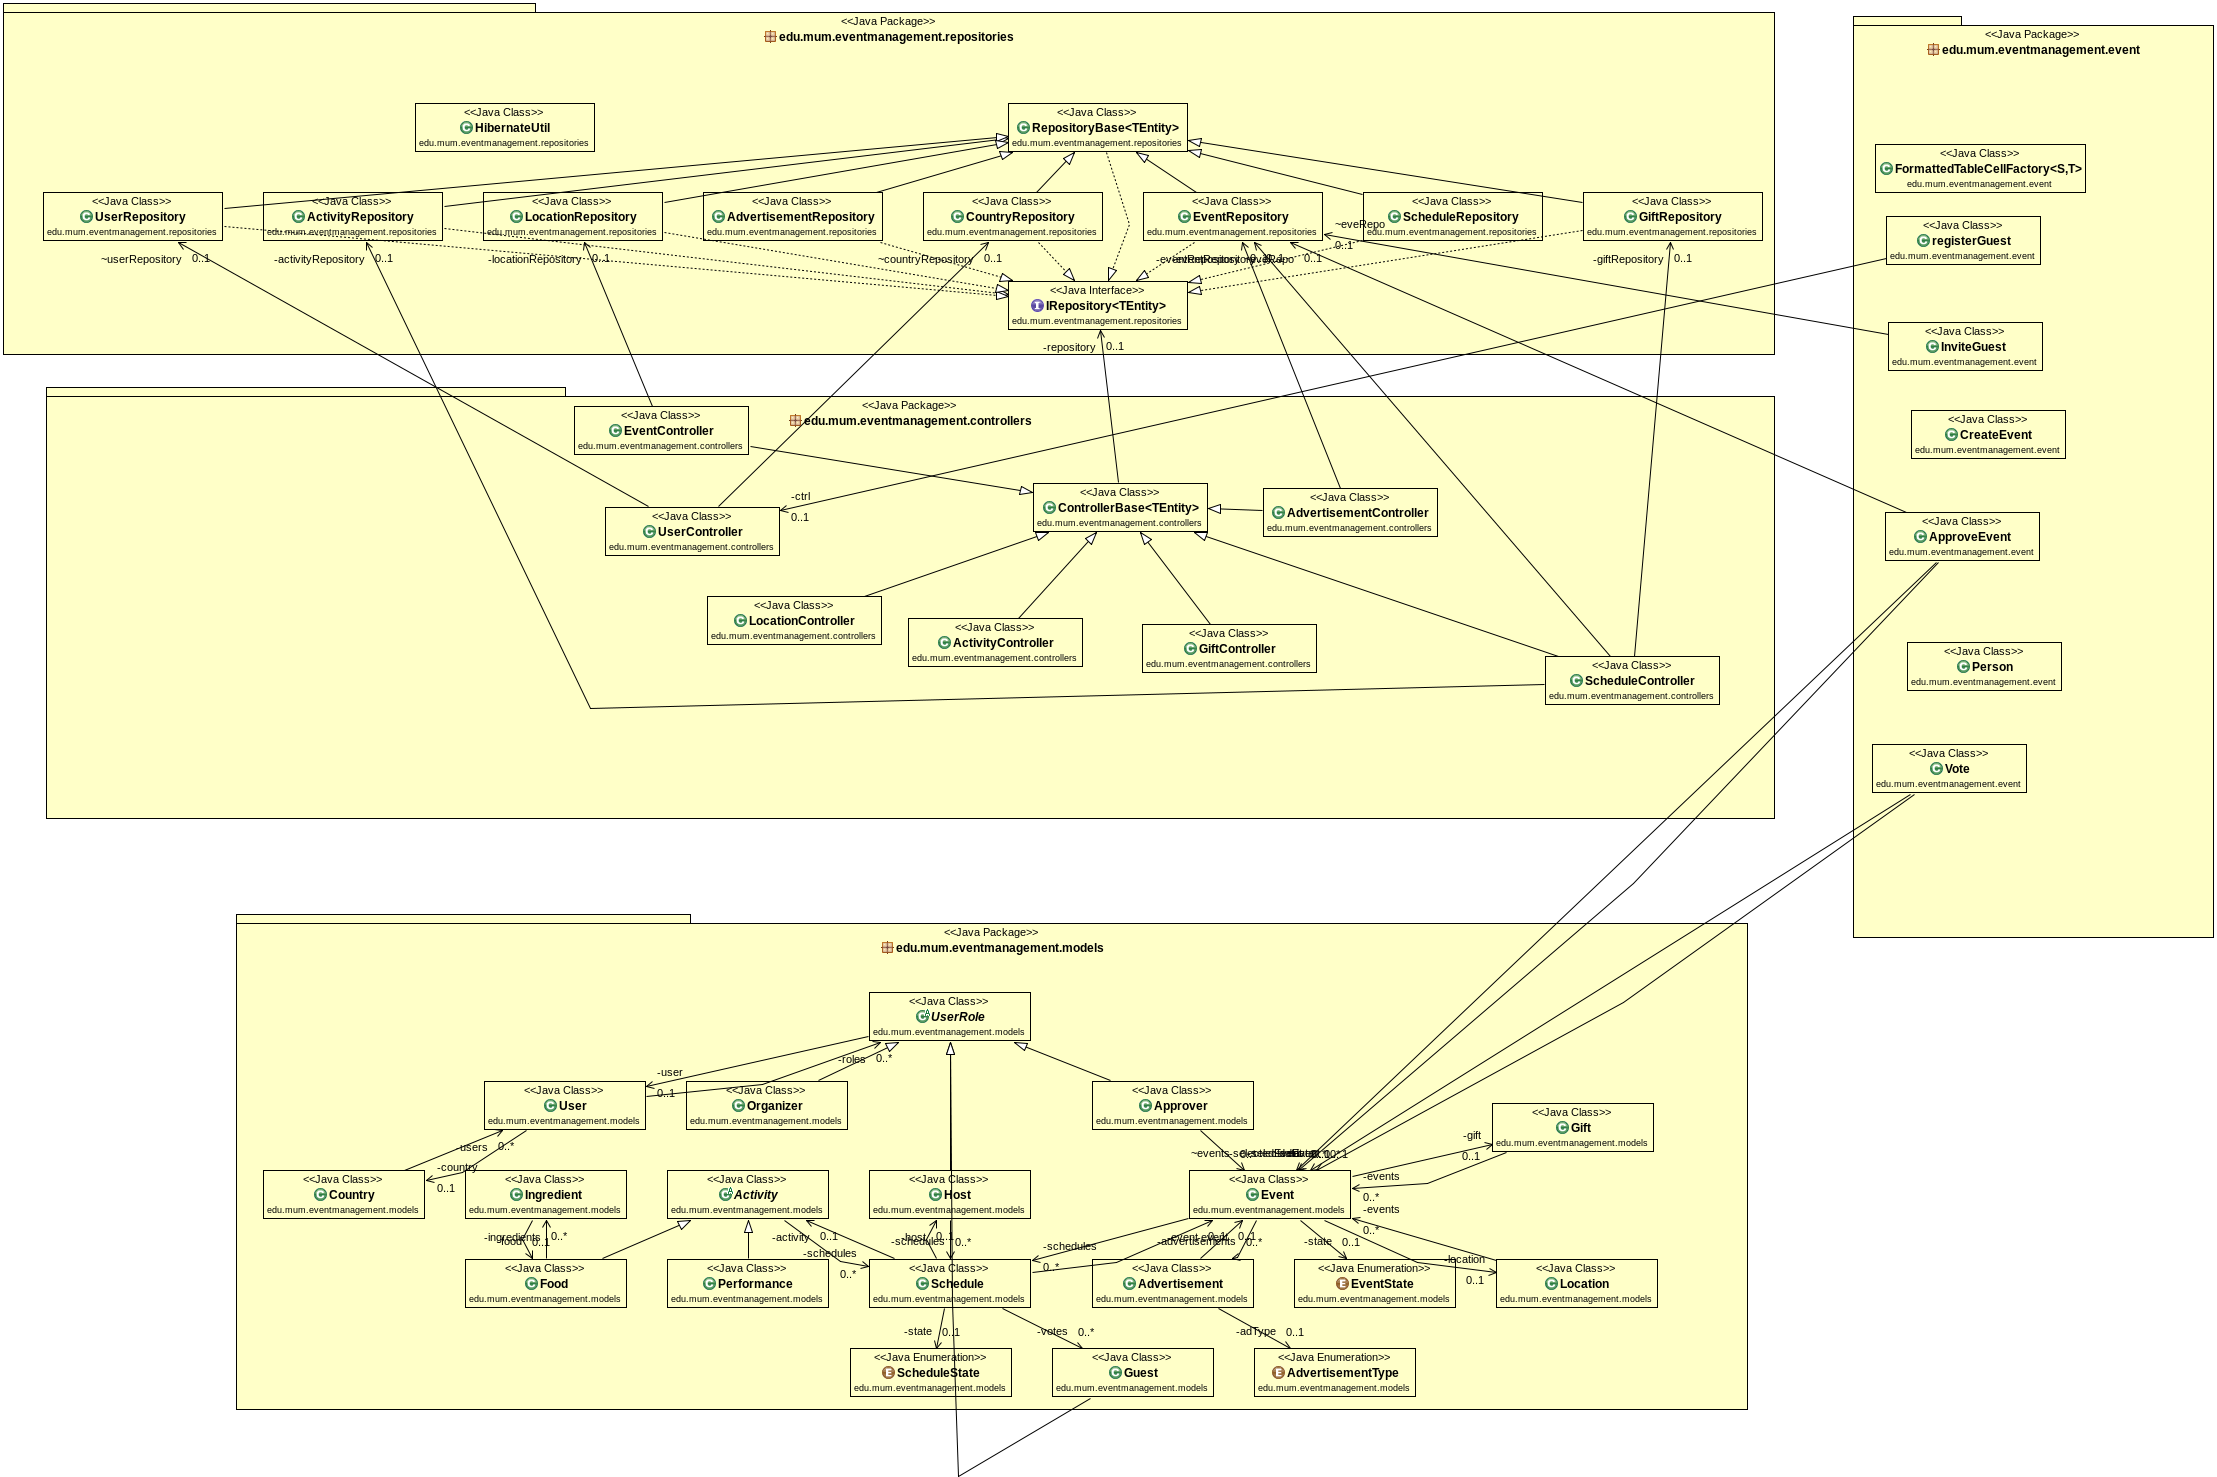 <<Java Package>>
edu.mum.eventmanagement.repositories
<<Java Class>>
HibernateUtil
edu.mum.eventmanagement.repositories
<<Java Class>>
RepositoryBase<TEntity>
edu.mum.eventmanagement.repositories
<<Java Class>>
UserRepository
edu.mum.eventmanagement.repositories
<<Java Class>>
ActivityRepository
edu.mum.eventmanagement.repositories
<<Java Class>>
LocationRepository
edu.mum.eventmanagement.repositories
<<Java Class>>
AdvertisementRepository
edu.mum.eventmanagement.repositories
<<Java Class>>
CountryRepository
edu.mum.eventmanagement.repositories
<<Java Class>>
EventRepository
edu.mum.eventmanagement.repositories
~eveRepo
0..1
<<Java Class>>
ScheduleRepository
edu.mum.eventmanagement.repositories
<<Java Class>>
GiftRepository
edu.mum.eventmanagement.repositories
~userRepository 0..1
-activityRepository 0..1
-locationRepository 0..1
~countryRepository 0..1
0..1
-giftRepository 0..1
<<Java Interface>>
IRepository<TEntity>
edu.mum.eventmanagement.repositories
-repository 0..1
<<Java Package>>
edu.mum.eventmanagement.controllers
<<Java Class>>
EventController
edu.mum.eventmanagement.controllers
-ctrl
0..1
<<Java Class>>
UserController
edu.mum.eventmanagement.controllers
<<Java Class>>
ControllerBase<TEntity>
edu.mum.eventmanagement.controllers
<<Java Class>>
AdvertisementController
edu.mum.eventmanagement.controllers
<<Java Class>>
LocationController
edu.mum.eventmanagement.controllers
<<Java Class>>
ActivityController
edu.mum.eventmanagement.controllers
<<Java Class>>
GiftController
edu.mum.eventmanagement.controllers
<<Java Class>>
ScheduleController
edu.mum.eventmanagement.controllers
<<Java Package>>
edu.mum.eventmanagement.event
<<Java Class>>
FormattedTableCellFactory<S,T>
edu.mum.eventmanagement.event
<<Java Class>>
registerGuest
edu.mum.eventmanagement.event
<<Java Class>>
InviteGuest
edu.mum.eventmanagement.event
<<Java Class>>
CreateEvent
edu.mum.eventmanagement.event
<<Java Class>>
ApproveEvent
edu.mum.eventmanagement.event
<<Java Class>>
Person
edu.mum.eventmanagement.event
<<Java Class>>
Vote
edu.mum.eventmanagement.event
<<Java Package>>
edu.mum.eventmanagement.models
<<Java Class>>
UserRole
edu.mum.eventmanagement.models
-roles 0..*
-user
0..1
<<Java Class>>
User
edu.mum.eventmanagement.models
<<Java Class>>
Organizer
edu.mum.eventmanagement.models
<<Java Class>>
Approver
edu.mum.eventmanagement.models
<<Java Class>>
Gift
edu.mum.eventmanagement.models
-users 0..*
-country
0..1
~events
-gift
0..1
<<Java Class>>
Country
edu.mum.eventmanagement.models
<<Java Class>>
Ingredient
edu.mum.eventmanagement.models
<<Java Class>>
Activity
edu.mum.eventmanagement.models
<<Java Class>>
Host
edu.mum.eventmanagement.models
<<Java Class>>
Event
edu.mum.eventmanagement.models
-events
0..*
-events
0..*
-ingredients 0..*
-food 0..1
-activity 0..1
-schedules
0..*
-host 0..1
-schedules 0..*
-schedules
0..*
-event 0..1
-event 0..1
-advertisements 0..*
-state 0..1
-location
0..1
<<Java Class>>
Food
edu.mum.eventmanagement.models
<<Java Class>>
Performance
edu.mum.eventmanagement.models
<<Java Class>>
Schedule
edu.mum.eventmanagement.models
<<Java Class>>
Advertisement
edu.mum.eventmanagement.models
<<Java Enumeration>>
EventState
edu.mum.eventmanagement.models
<<Java Class>>
Location
edu.mum.eventmanagement.models
-state 0..1
-votes 0..*
-adType 0..1
<<Java Enumeration>>
ScheduleState
edu.mum.eventmanagement.models
<<Java Class>>
Guest
edu.mum.eventmanagement.models
<<Java Enumeration>>
AdvertisementType
edu.mum.eventmanagement.models